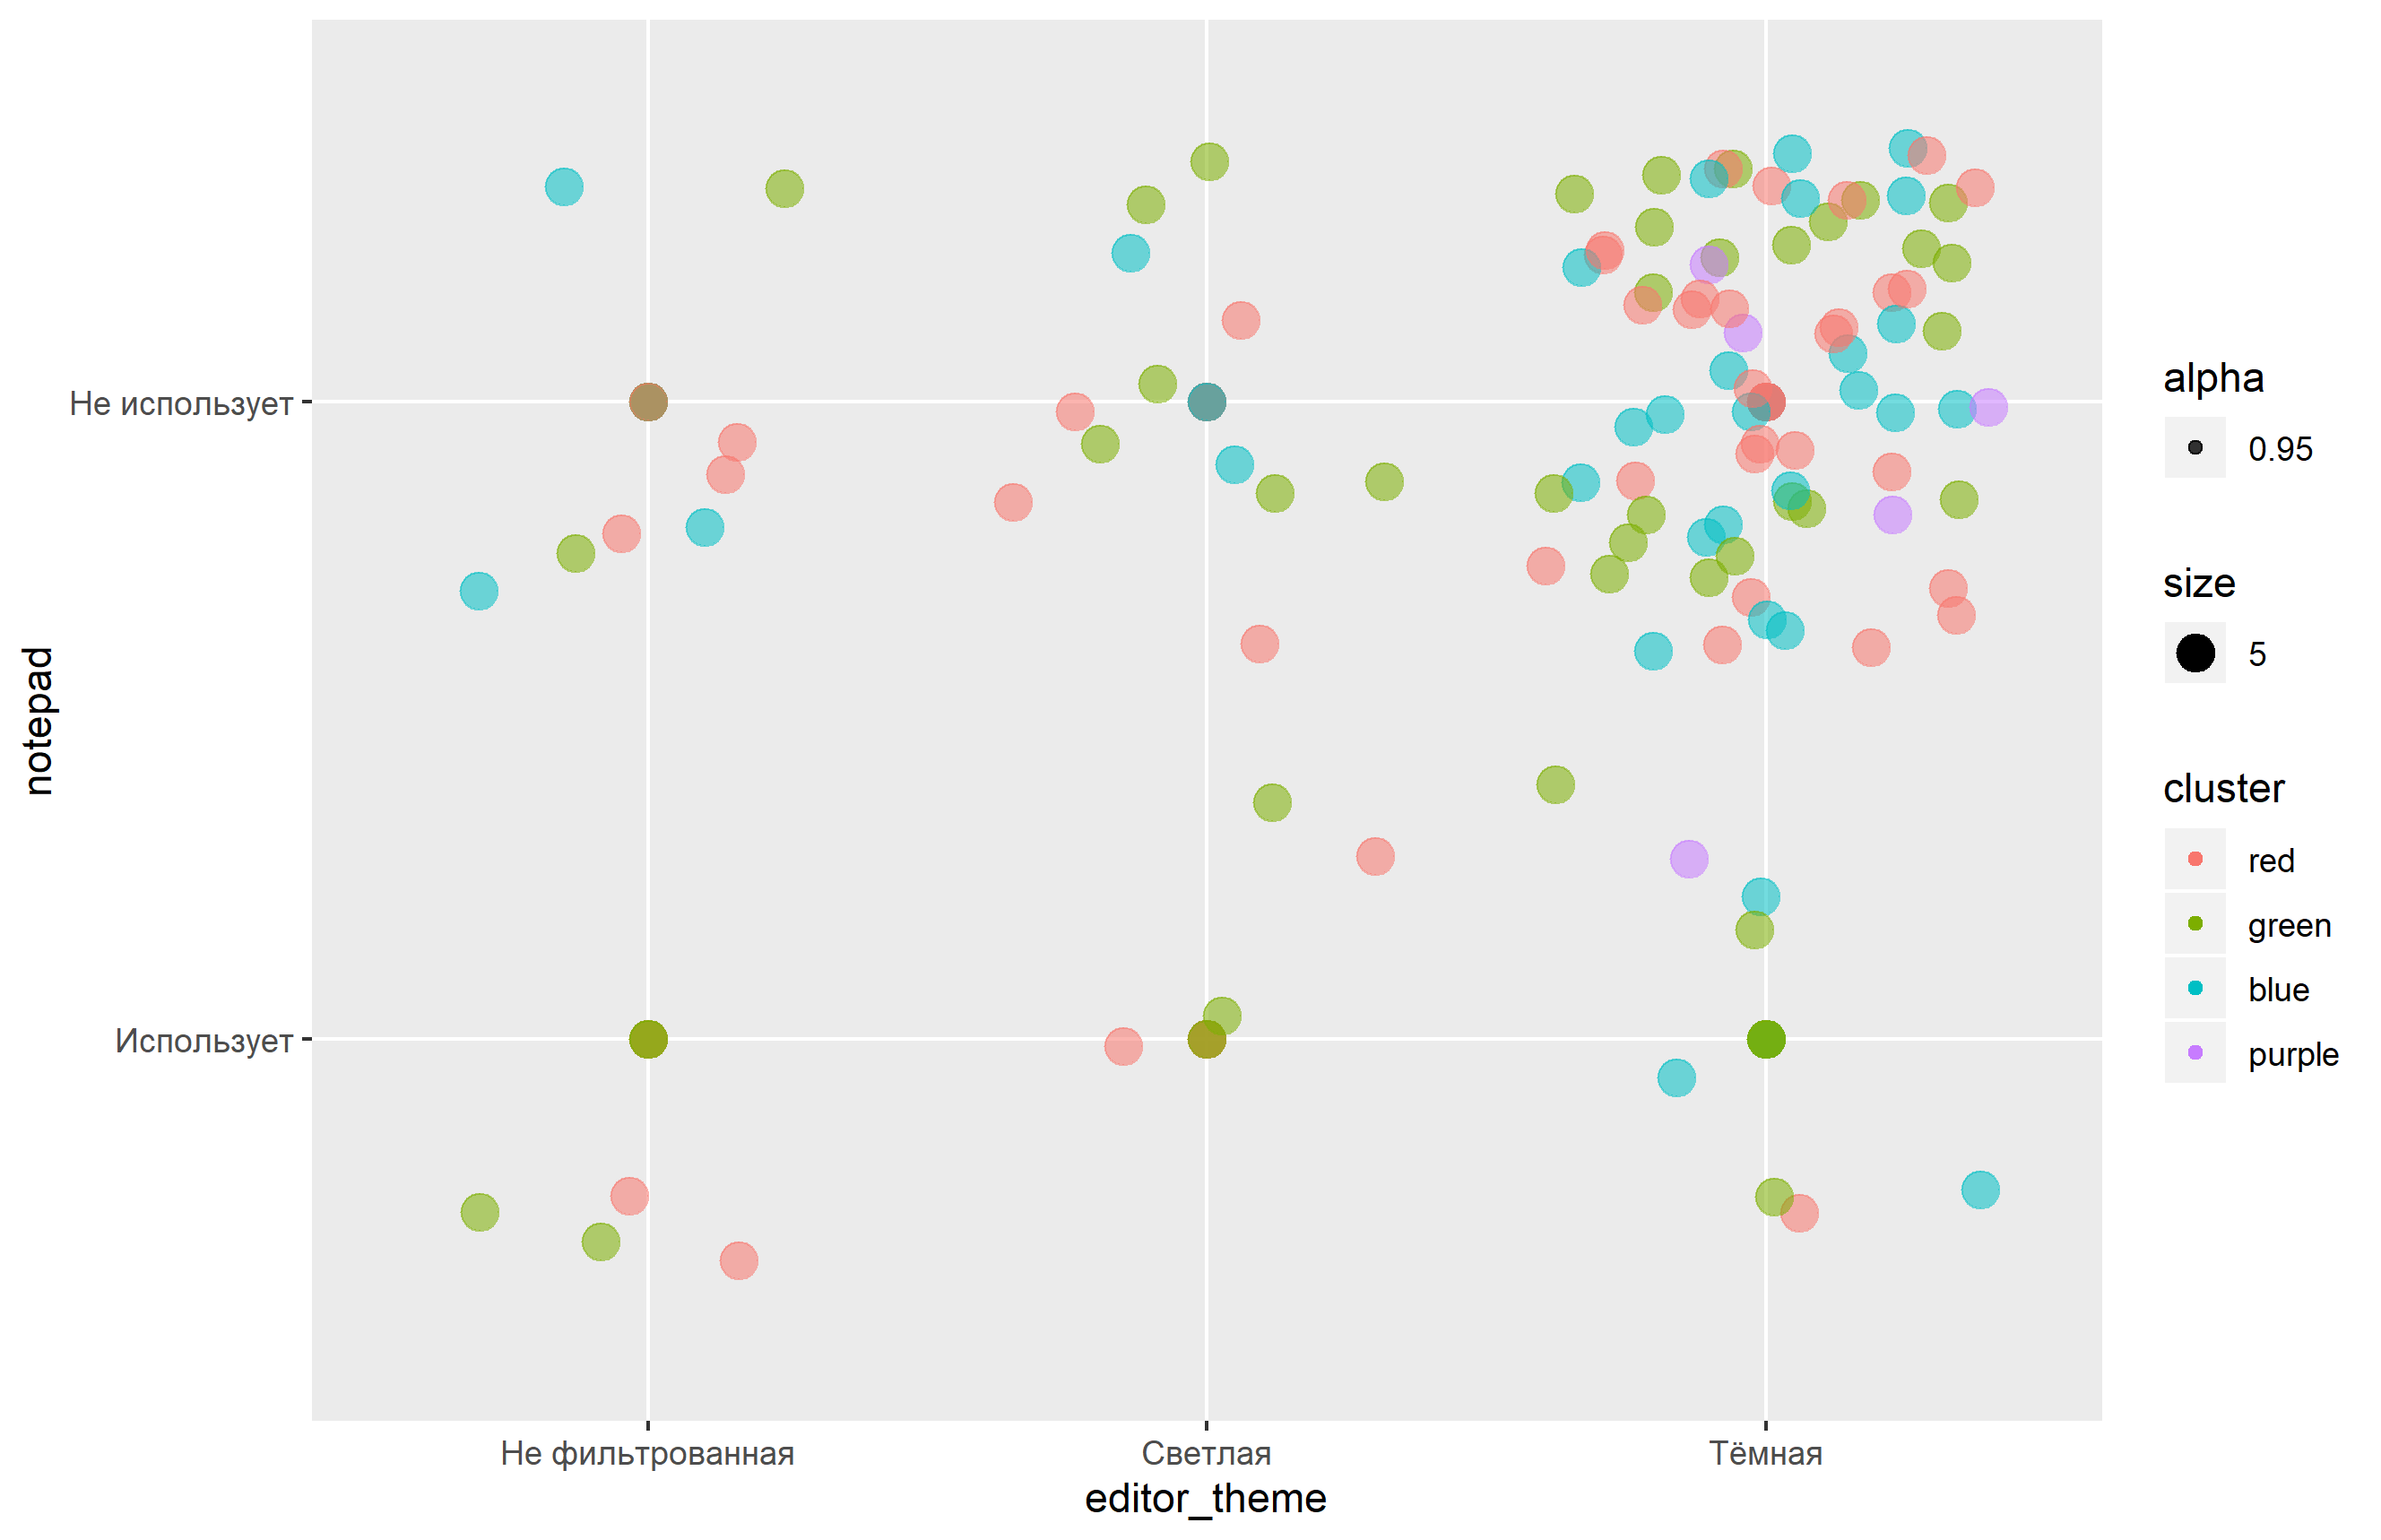 notepad
Не использует
Использует
Не фильтрованная
Светлая
Тёмная
editor_theme
alpha
0.95
size
5
cluster
red
green
blue
purple